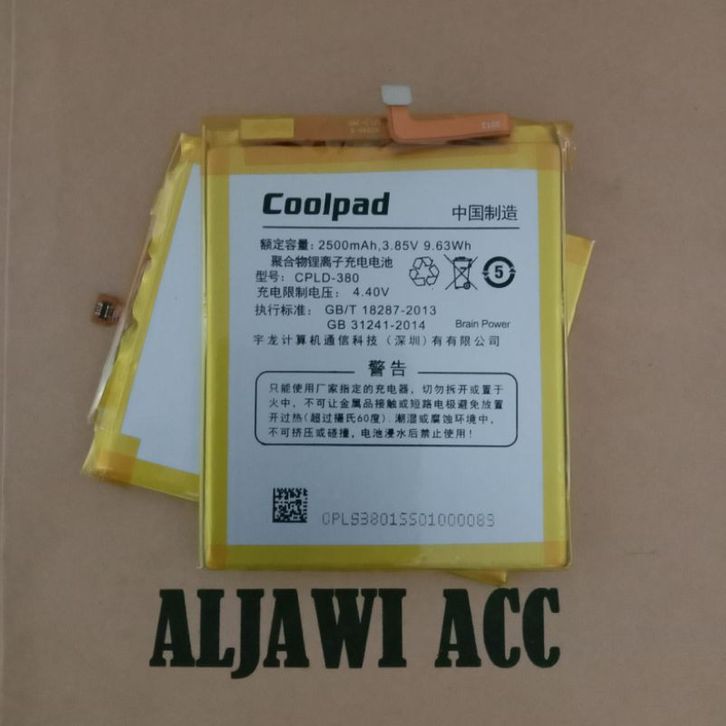 Coolpad
中国制造
额定容量: 2500mAh,3.85V 9.63Wh
聚合物锂离子充电电池
型号: CPLD-380
充电限制电压: 4.40V
执行标准: GB/T 18287-2013
GB 31241-2014
Brain Power
宇龙计算机通信科技(深圳)有有限公司
5
警告
只能使用厂家指定的充电器，切勿拆开或置于
火中，不可让金属品接触或短路电极避免放置
开过热(超过攝氏60度).潮湿或腐蚀环境中,
不可挤压或碰撞，电池浸水后禁止使用!
CPLS3801SS01000083
ALJAWI ACC